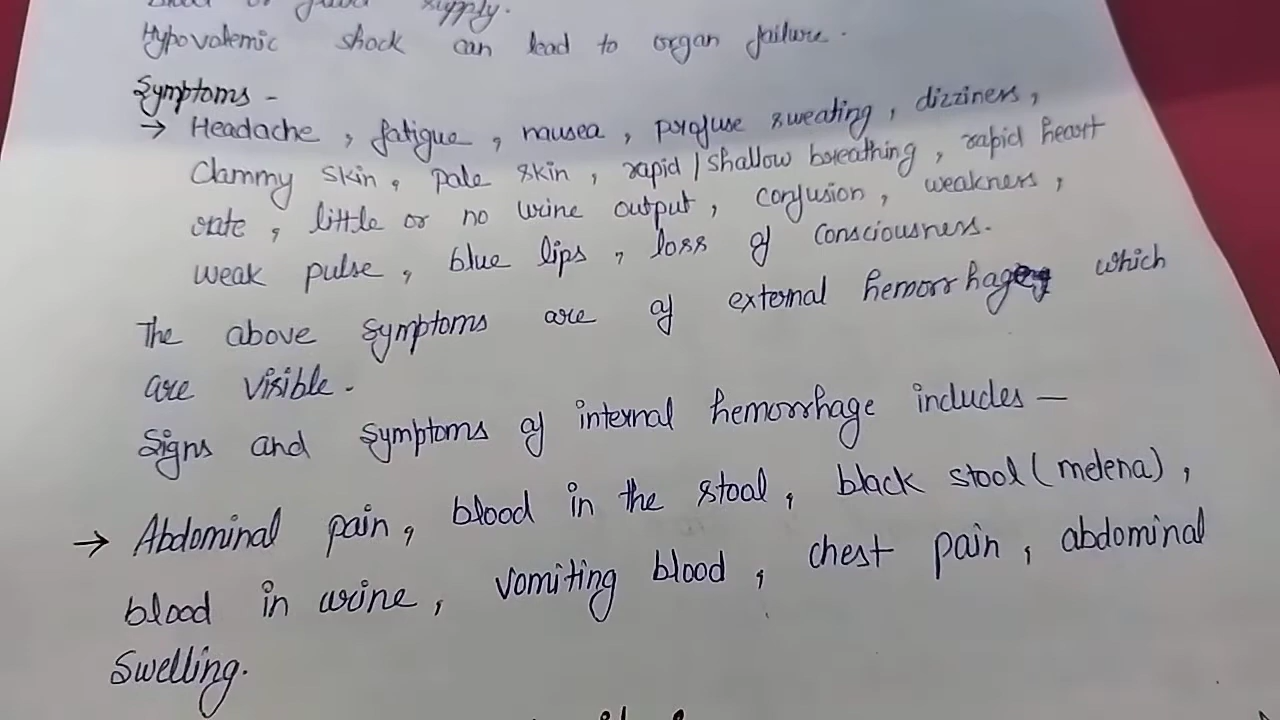 supply.
Hypovolemic shock can lead to organ failure.
Symptoms -
→ Headache, fatigue, nausea, profuse sweating, dizziness,
Clammy skin, pale skin, rapid/shallow breathing, rapid heart
rate, little or no urine output, confusion, weakness,
weak pulse, blue lips, loss of consciousness.
The above symptoms are of external hemorrhage which
are visible.
Signs and symptoms of internal hemorrhage includes —
→ Abdominal pain, blood in the stool, black stool (melena),
blood in urine, vomiting blood, chest pain, abdominal
swelling.